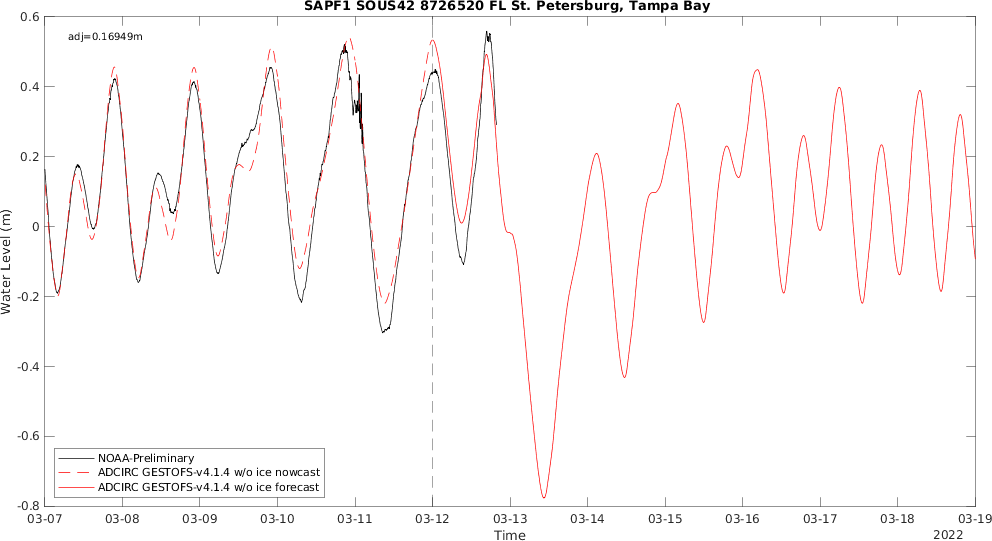 SAPF1 SOUS42 8726520 FL St. Petersburg, Tampa Bay
adj=0.16949m
0.6
0.4
0.2
0
-0.2
-0.4
-0.6
-0.8
Water Level (m)
NOAA-Preliminary
ADCIRC GESTOFS-v4.1.4 w/o ice nowcast
ADCIRC GESTOFS-v4.1.4 w/o ice forecast
03-07 03-08 03-09 03-10 03-11 03-12 03-13 03-14 03-15 03-16 03-17 03-18 03-19
Time
2022